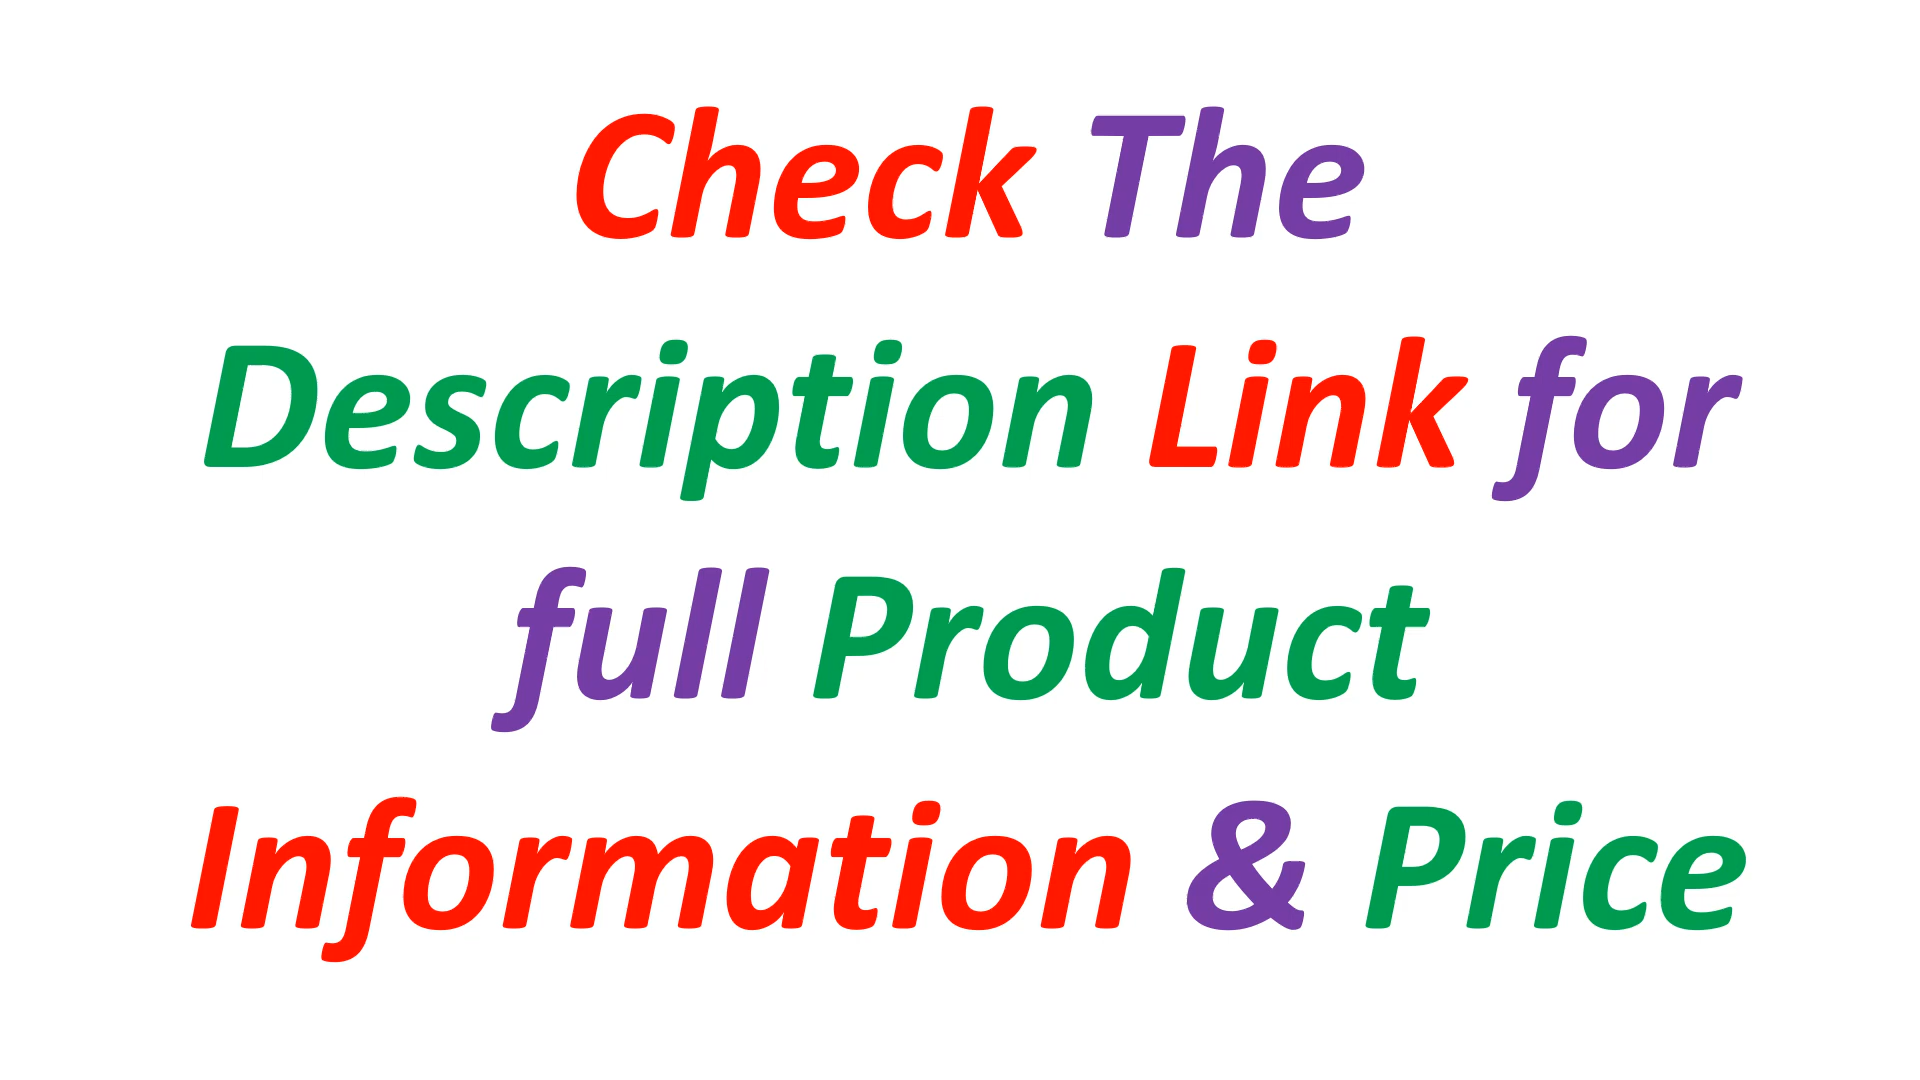 Check The
Description Link for
full Product
Information & Price